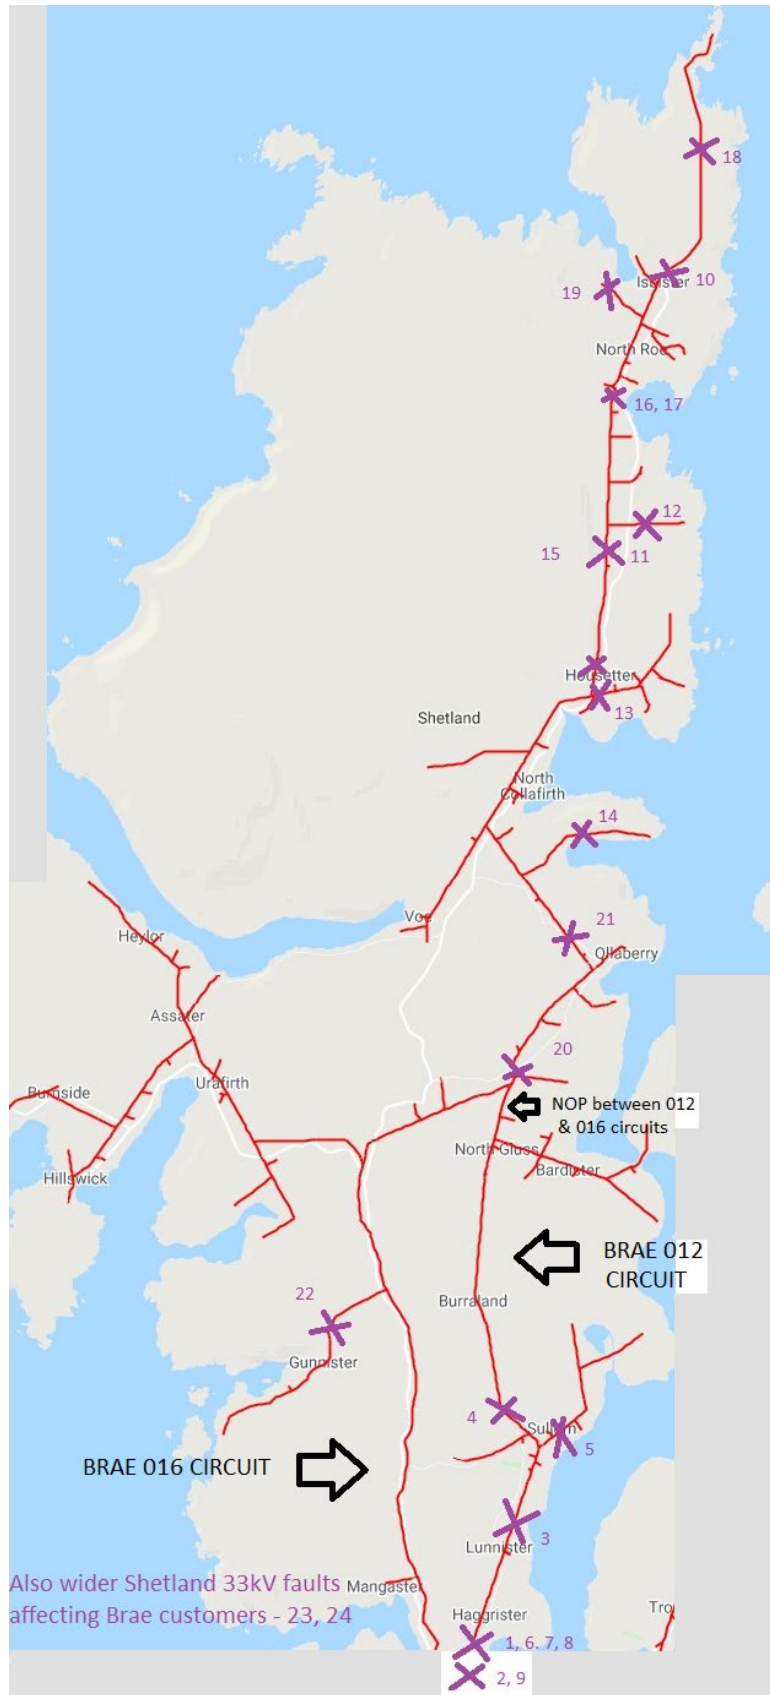 18
Isbister
10
19
North Roe
16, 17
12
15
11
Housetter
13
Shetland
North
Collafirth
14
Voe
21
Heylor
Ollaberry
Assater
20
Urafirth
Burnside
NOP between 012
& 016 circuits
North Gluss
Bardister
Hillswick
BRAE 012
CIRCUIT
22
Burraland
Gunnister
4
Sullom
5
BRAE 016 CIRCUIT
3
Lunnister
Also wider Shetland 33kV faults
affecting Brae customers - 23, 24
Mangaster
Haggrister
Tro
1, 6. 7, 8
2, 9